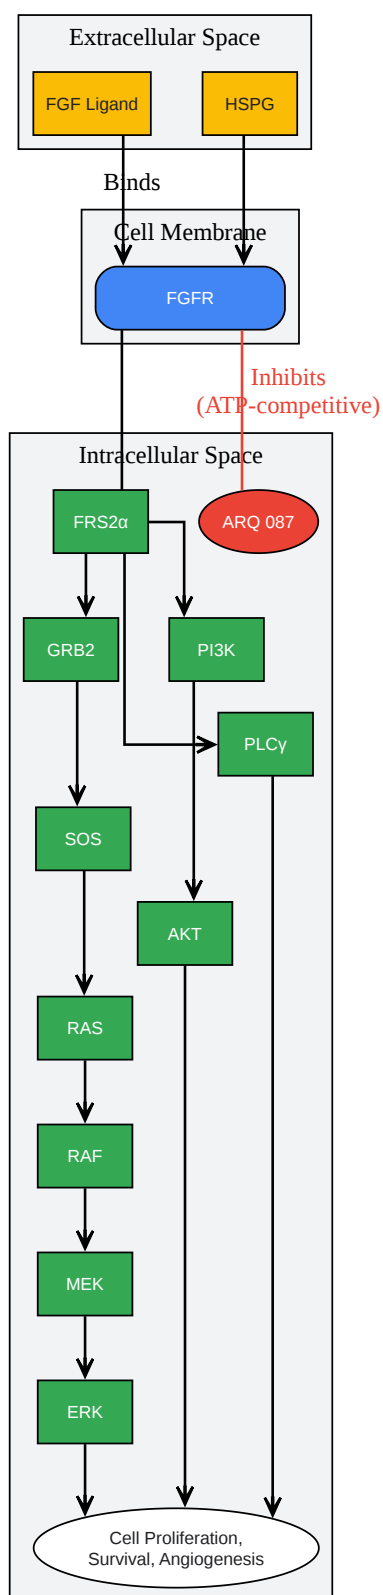 Extracellular Space
FGF Ligand
HSPG
Binds
Cell Membrane
FGFR
Inhibits
(ATP-competitive)
Intracellular Space
FRS2α
ARQ 087
GRB2
PI3K
PLCγ
SOS
AKT
RAS
RAF
MEK
ERK
Cell Proliferation,
Survival, Angiogenesis